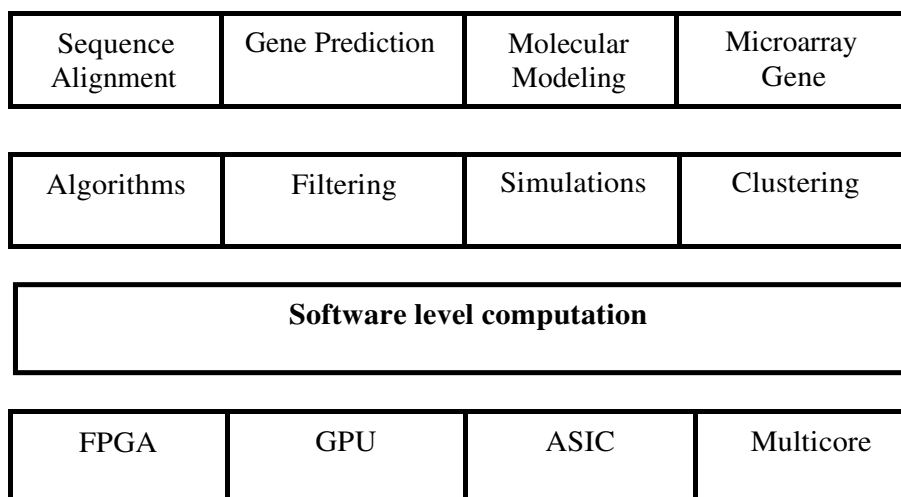 Sequence Alignment
Gene Prediction
Molecular Modeling
Microarray Gene
Algorithms
Filtering
Simulations
Clustering
Software level computation
FPGA
GPU
ASIC
Multicore